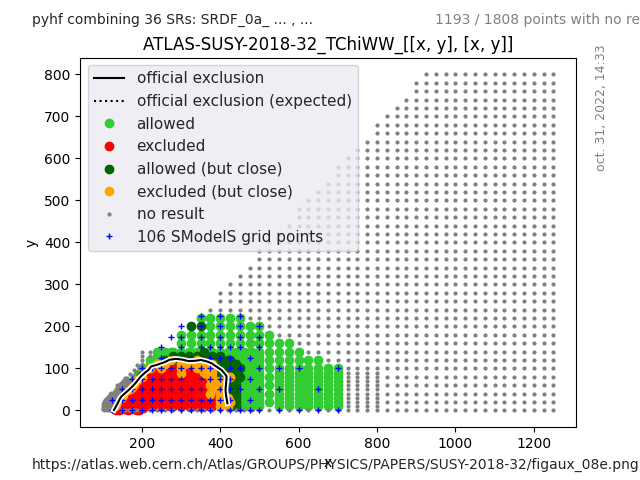 pyhf combining 36 SRs: SRDF_0a_ ... , ...
1193 / 1808 points with no re
ATLAS-SUSY-2018-32_TChiWW_[[x, y], [x, y]]
oct. 31, 2022, 14:33
official exclusion
official exclusion (expected)
allowed
excluded
allowed (but close)
excluded (but close)
no result
106 SModelS grid points
y
800
700
600
500
400
300
200
100
0
200
400
600
800
1000
1200
x
https://atlas.web.cern.ch/Atlas/GROUPS/PHYSICS/PAPERS/SUSY-2018-32/figaux_08e.png